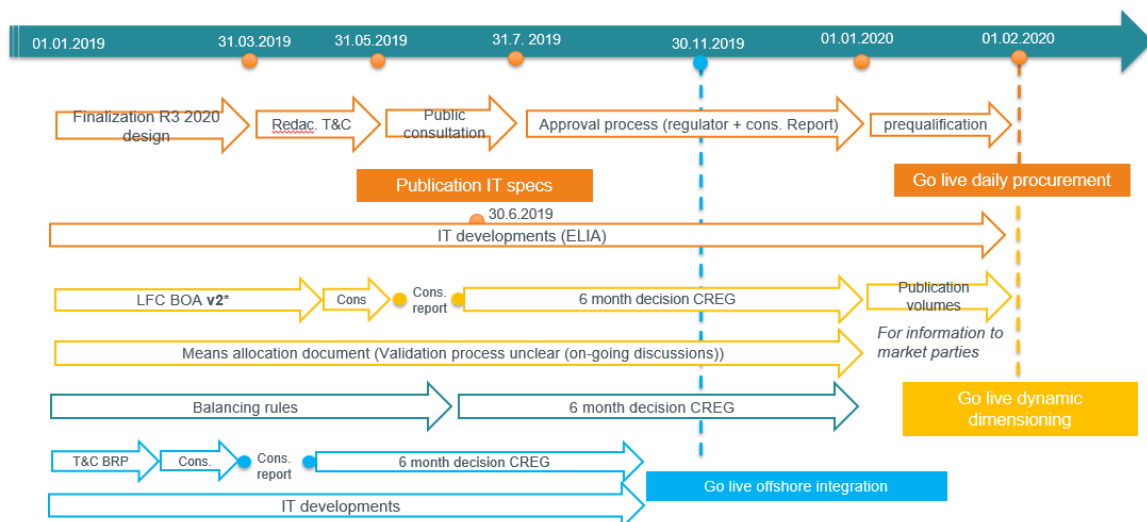 01.01.2019
31.03.2019
31.05.2019
31.7. 2019
30.11.2019
01.01.2020
01.02.2020
Finalization R3 2020
design
Redac. T&C
Public
consultation
Approval process (regulator + cons. Report)
prequalification
Publication IT specs
Go live daily procurement
30.6.2019
IT developments (ELIA)
LFC BOA v2*
Cons
Cons.
report
6 month decision CREG
Publication
volumes
For information to
market parties
Means allocation document (Validation process unclear (on-going discussions))
Balancing rules
6 month decision CREG
Go live dynamic
dimensioning
T&C BRP
Cons.
Cons.
report
6 month decision CREG
Go live offshore integration
IT developments